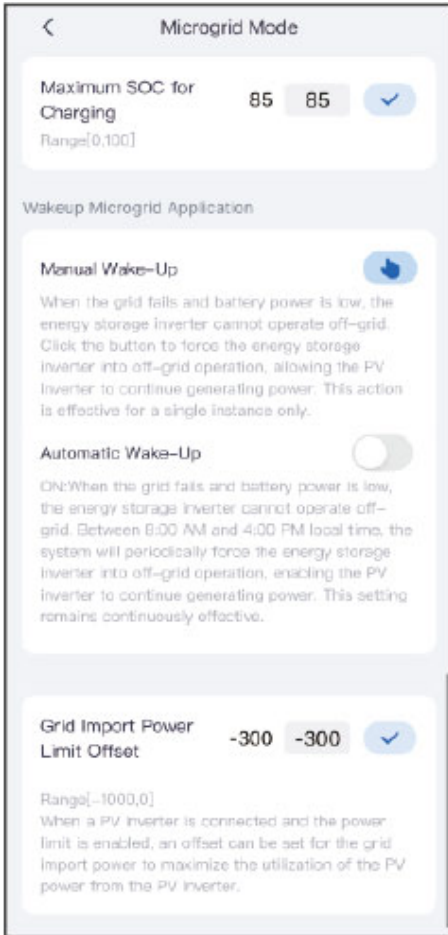 Microgrid Mode
Maximum SOC for
Charging
85 85
Range[0,100]
Wakeup Microgrid Application
Manual Wake-Up
When the grid fails and battery power is low, the
energy storage inverter cannot operate off-grid.
Click the button to force the energy storage
inverter into off-grid operation, allowing the PV
Inverter to continue generating power. This action
is effective for a single instance only.
Automatic Wake-Up
ON:When the grid fails and battery power is low,
the energy storage inverter cannot operate off-
grid. Between 8:00 AM and 4:00 PM local time, the
system will periodically force the energy storage
inverter into off-grid operation, enabling the PV
inverter to continue generating power. This setting
remains continuously effective.
Grid Import Power
Limit Offset
-300 -300
Range[-1000,0]
When a PV inverter is connected and the power
limit is enabled, an offset can be set for the grid
import power to maximize the utilization of the PV
power from the PV Inverter.